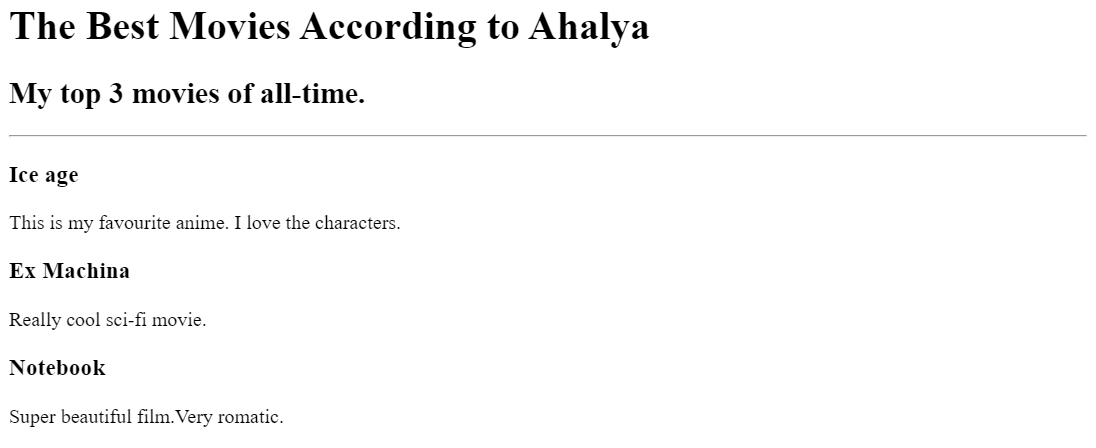 The Best Movies According to Ahalya
My top 3 movies of all-time.
Ice age
This is my favourite anime. I love the characters.
Ex Machina
Really cool sci-fi movie.
Notebook
Super beautiful film.Very romatic.